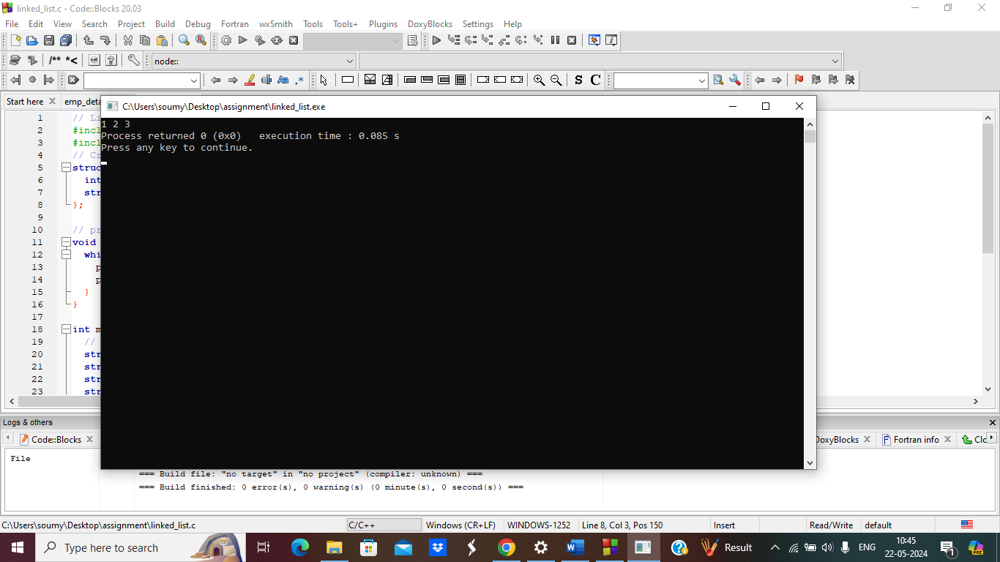 linked_list.c - Code::Blocks 20.03
File Edit View Search Project Build Debug Fortran wxSmith Tools Tools+ Plugins DoxyBlocks Settings Help
/** *<
node::
Aa .*
S C
Start here emp_deta
C:\Users\soumy\Desktop\assignment\linked_list.exe
1 2 3
Process returned 0 (0x0)   execution time : 0.085 s
Press any key to continue.
1 // Li
2 #incl
3 #incl
4 // Cr
5 struc
6 int
7 str
8 };
9
10 // pr
11 void
12 whi
13 p
14 p
15 }
16 }
17
18 int m
19 //
20 str
21 str
22 str
23 str
Logs & others
Code::Blocks DoxyBlocks Fortran info Clc
File
=== Build file: "no target" in "no project" (compiler: unknown) ===
=== Build finished: 0 error(s), 0 warning(s) (0 minute(s), 0 second(s)) ===
C:\Users\soumy\Desktop\assignment\linked_list.c C/C++ Windows (CR+LF) WINDOWS-1252 Line 8, Col 3, Pos 150 Insert Read/Write default
Type here to search Result ENG 10:45
22-05-2024 1 PRE